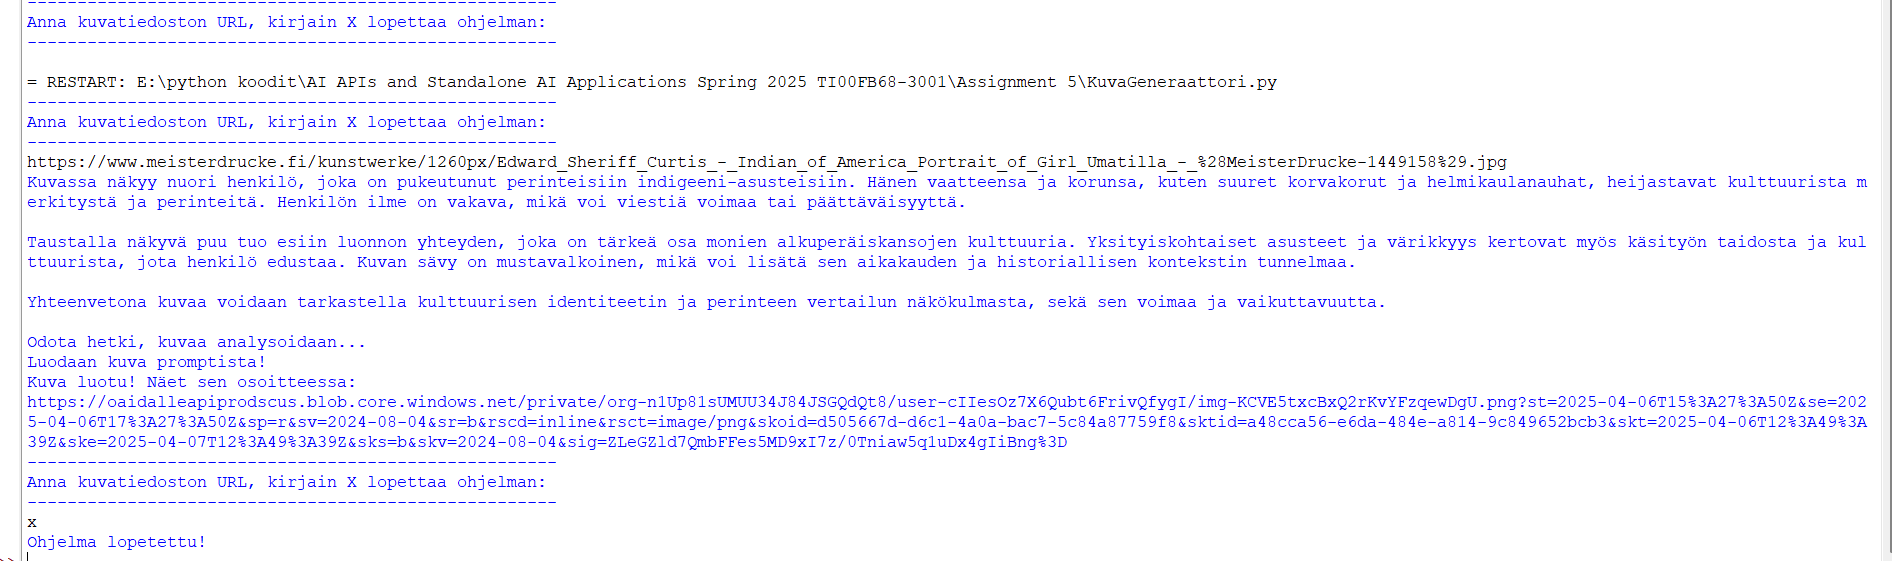 ------------------------------------------------------
Anna kuvatiedoston URL, kirjain X lopettaa ohjelman:
-----------------------------------------------------
= RESTART: E:\python koodit\AI APIs and Standalone AI Applications Spring 2025 TI00FB68-3001\Assignment 5\KuvaGeneraattori.py
-----------------------------------------------------
Anna kuvatiedoston URL, kirjain X lopettaa ohjelman:
-----------------------------------------------------
https://www.meisterdrucke.fi/kunstwerke/1260px/Edward_Sheriff_Curtis_-_Indian_of_America_Portrait_of_Girl_Umatilla_-_%28MeisterDrucke-1449158%29.jpg
Kuvassa näkyy nuori henkilö, joka on pukeutunut perinteisiin indigeeni-asusteisiin. Hänen vaatteensa ja korunsa, kuten suuret korvakorut ja helmikaulanauhat, heijastavat kulttuurista m
erkitystä ja perinteitä. Henkilön ilme on vakava, mikä voi viestiä voimaa tai päättäväisyyttä.
Taustalla näkyvä puu tuo esiin luonnon yhteyden, joka on tärkeä osa monien alkuperäiskansojen kulttuuria. Yksityiskohtaiset asusteet ja värikkyys kertovat myös käsityön taidosta ja kul
ttuurista, jota henkilö edustaa. Kuvan sävy on mustavalkoinen, mikä voi lisätä sen aikakauden ja historiallisen kontekstin tunnelmaa.
Yhteenvetona kuvaa voidaan tarkastella kulttuurisen identiteetin ja perinteen vertailun näkökulmasta, sekä sen voimaa ja vaikuttavuutta.
Odota hetki, kuvaa analysoidaan...
Luodaan kuva promptista!
Kuva luotu! Näet sen osoitteessa:
https://oaidalleapiprodscus.blob.core.windows.net/private/org-n1Up81sUMUU34J84JSGQdQt8/user-cIIesOz7X6Qubt6FrivQfygI/img-KCVE5txcBxQ2rKvYFzqewDgU.png?st=2025-04-06T15%3A27%3A50Z&se=202
5-04-06T17%3A27%3A50Z&sp=r&sv=2024-08-04&sr=b&rscd=inline&rsct=image/png&skoid=d505667d-d6c1-4a0a-bac7-5c84a87759f8&sktid=a48cca56-e6da-484e-a814-9c849652bcb3&skt=2025-04-06T12%3A49%3A
39Z&ske=2025-04-07T12%3A49%3A39Z&sks=b&skv=2024-08-04&sig=ZLeGZld7QmbFFes5MD9xI7z/0Tniaw5q1uDx4gIiBng%3D
-----------------------------------------------------
Anna kuvatiedoston URL, kirjain X lopettaa ohjelman:
-----------------------------------------------------
x
Ohjelma lopetettu!
>>